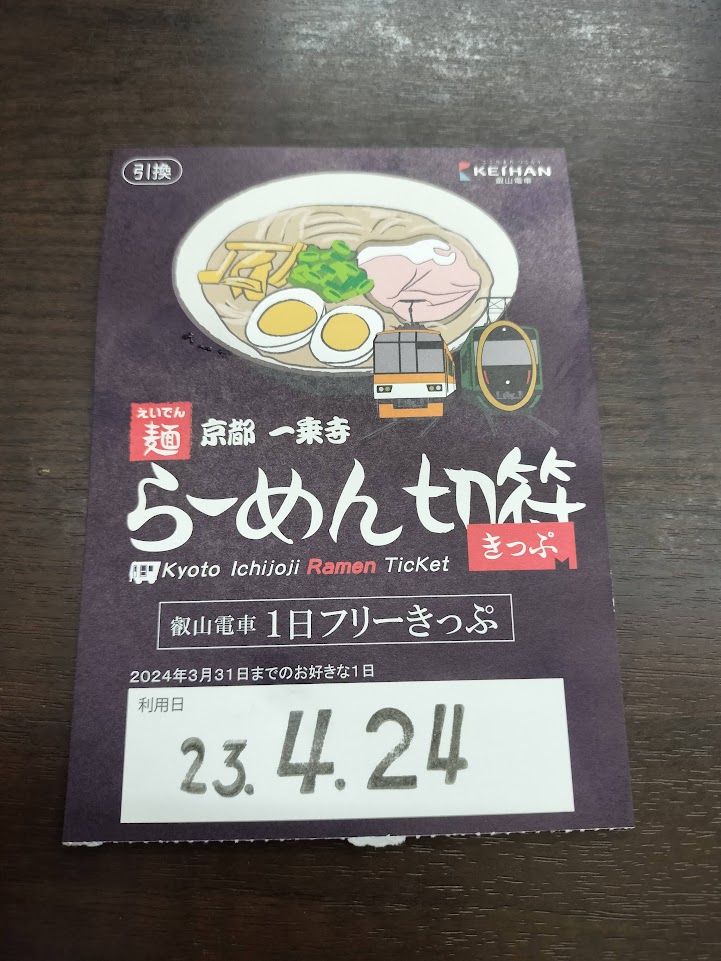 引換
KEIHAN
叡山電車
えいでん
麺
京都 一乗寺
らーめん切符
きっぷ
Kyoto Ichijoji Ramen TicKet
叡山電車 1日フリーきっぷ
2024年3月31日までのお好きな1日
利用日
23.4.24